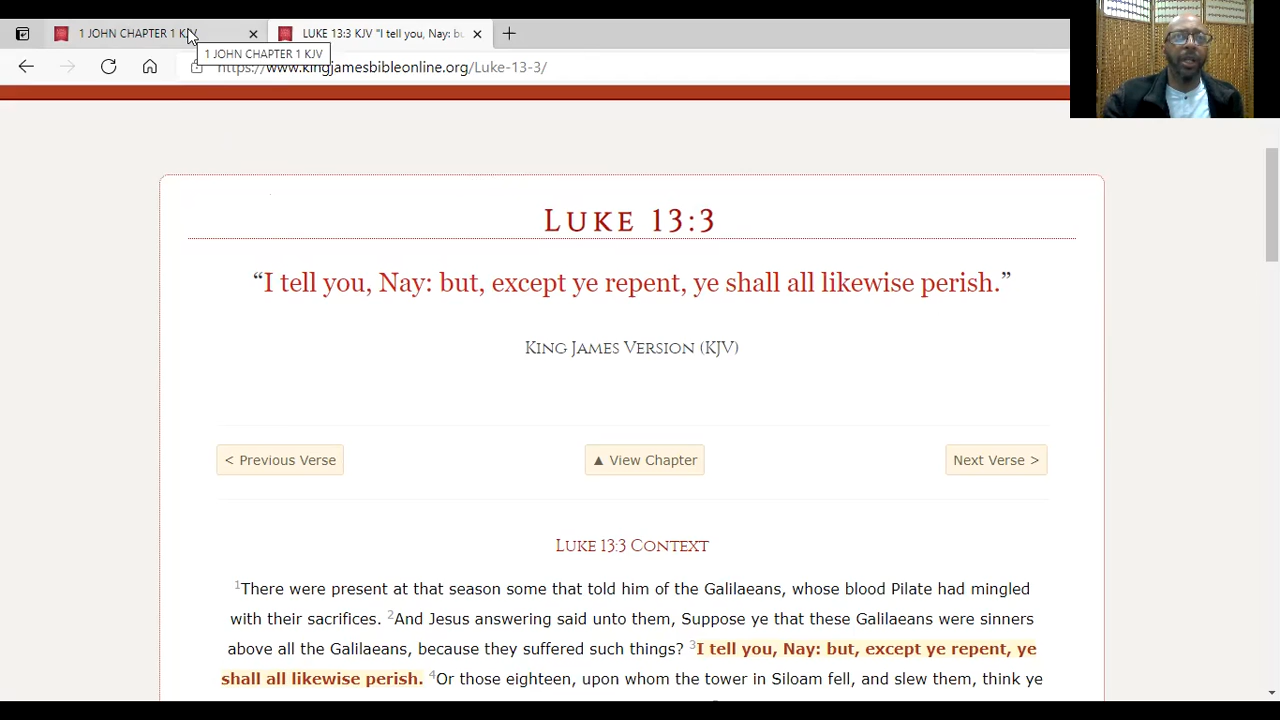 1 JOHN CHAPTER 1 KJV
LUKE 13:3 KJV "I tell you, Nay: bu
1 JOHN CHAPTER 1 KJV
https://www.kingjamesbibleonline.org/Luke-13-3/
LUKE 13:3
“I tell you, Nay: but, except ye repent, ye shall all likewise perish.”
KING JAMES VERSION (KJV)
< Previous Verse
▲ View Chapter
Next Verse >
LUKE 13:3 CONTEXT
1There were present at that season some that told him of the Galilaeans, whose blood Pilate had mingled
with their sacrifices. 2And Jesus answering said unto them, Suppose ye that these Galilaeans were sinners
above all the Galilaeans, because they suffered such things? 3I tell you, Nay: but, except ye repent, ye
shall all likewise perish. 4Or those eighteen, upon whom the tower in Siloam fell, and slew them, think ye